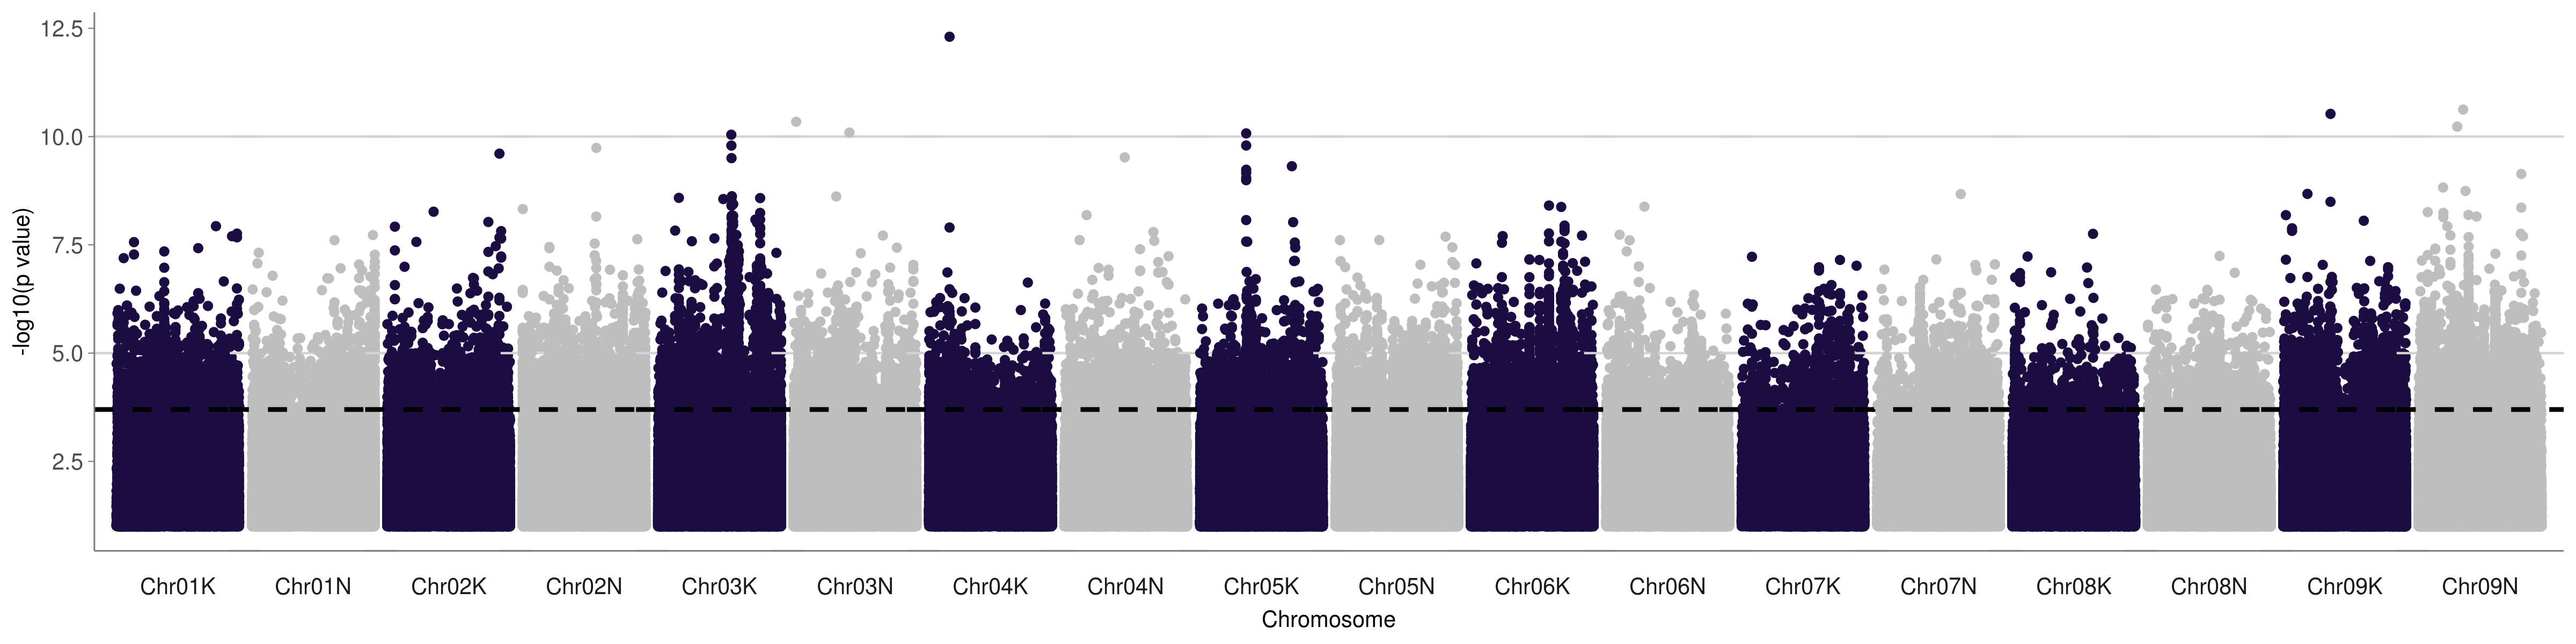 -log10(p value)
12.5
10.0
7.5
5.0
2.5
Chr01K Chr01N Chr02K Chr02N Chr03K Chr03N Chr04K Chr04N Chr05K Chr05N Chr06K Chr06N Chr07K Chr07N Chr08K Chr08N Chr09K Chr09N
Chromosome